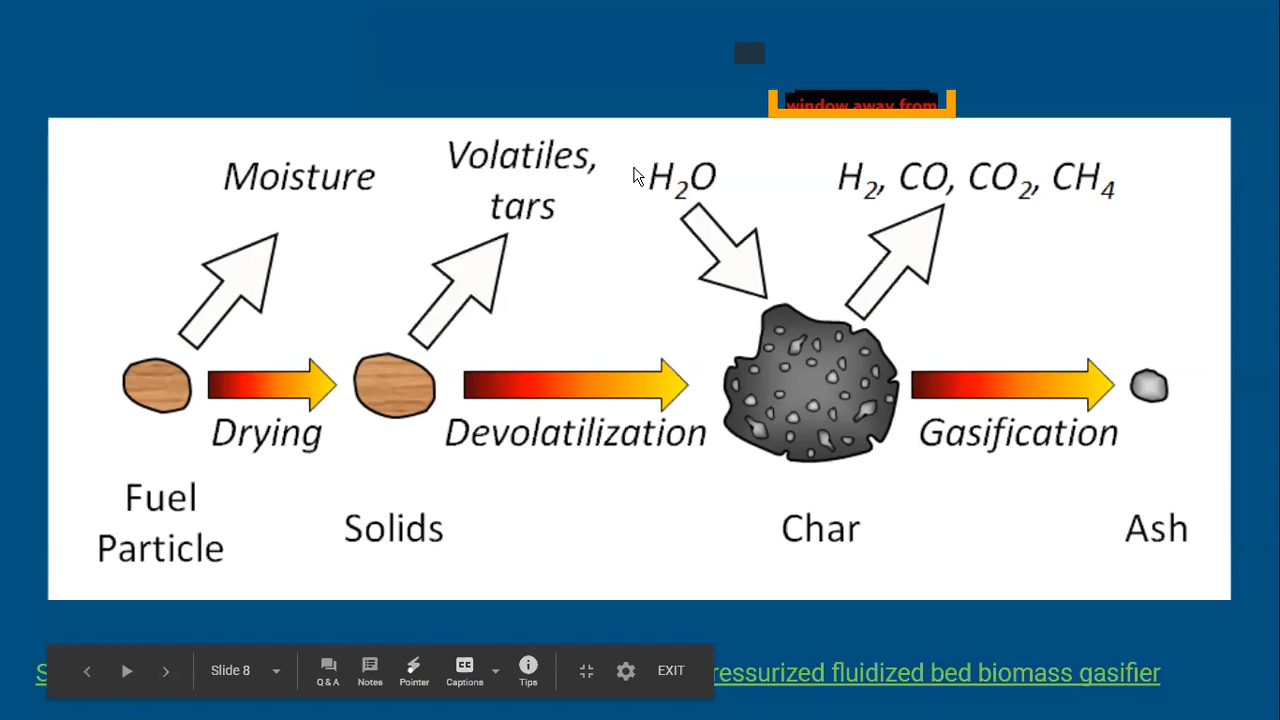 window away from
Moisture
Volatiles,
tars
H2O
H2, CO, CO2, CH4
Drying
Devolatilization
Gasification
Fuel
Particle
Solids
Char
Ash
S
ressurized fluidized bed biomass gasifier
Slide 8
Q & A
Notes
Pointer
CC
Captions
Tips
EXIT